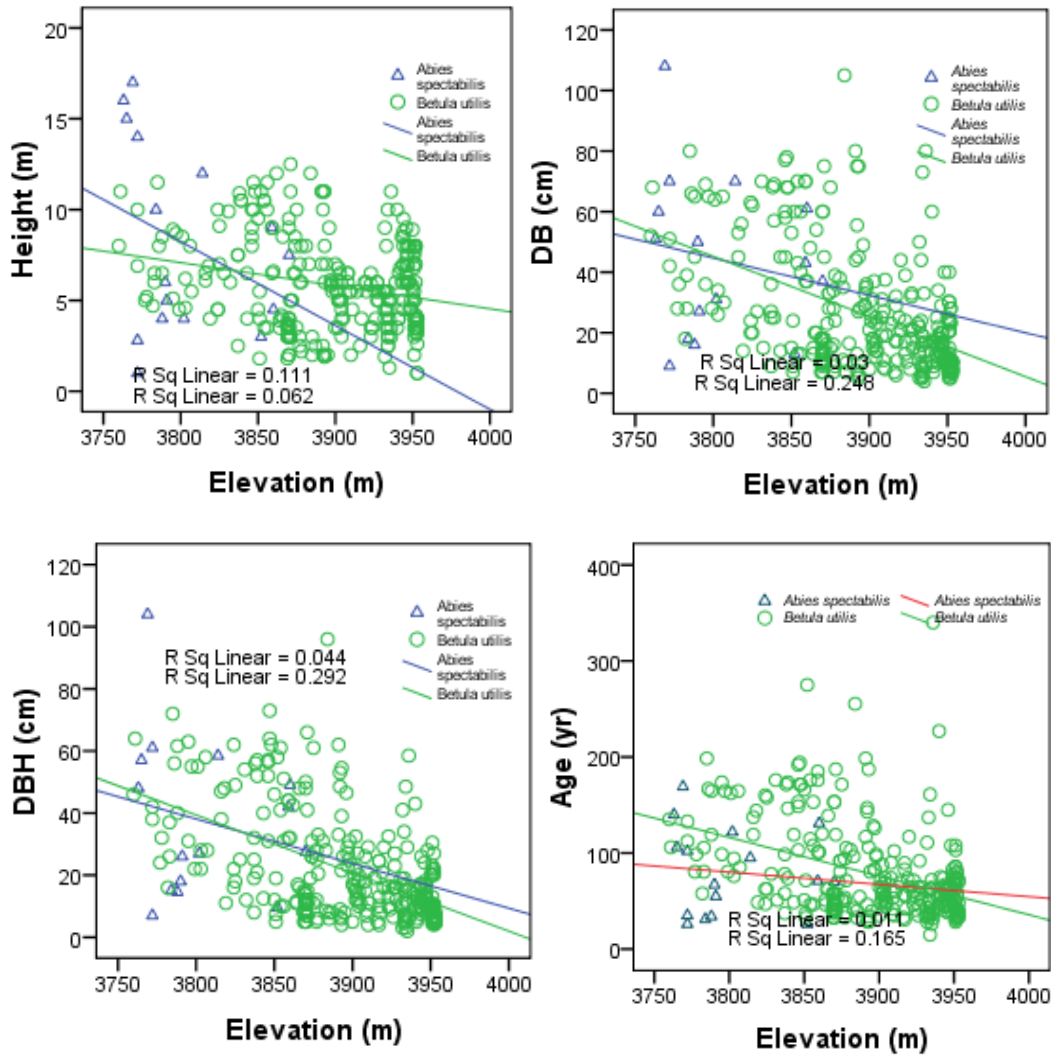 20
15
10
5
0
Height (m)
Abies
spectabilis
Betula utilis
Abies
spectabilis
Betula utilis
R Sq Linear = 0.111
R Sq Linear = 0.062
3750 3800 3850 3900 3950 4000
Elevation (m)
120
100
80
60
40
20
0
DB (cm)
Abies
spectabilis
Betula utilis
Abies
spectabilis
Betula utilis
R Sq Linear = 0.03
R Sq Linear = 0.248
3750 3800 3850 3900 3950 4000
Elevation (m)
120
100
80
60
40
20
0
DBH (cm)
Abies
spectabilis
Betula utilis
Abies
spectabilis
Betula utilis
R Sq Linear = 0.044
R Sq Linear = 0.292
3750 3800 3850 3900 3950 4000
Elevation (m)
400
300
200
100
0
Age (yr)
Abies spectabilis Abies spectabilis
Betula utilis Betula utilis
R Sq Linear = 0.011
R Sq Linear = 0.165
3750 3800 3850 3900 3950 4000
Elevation (m)